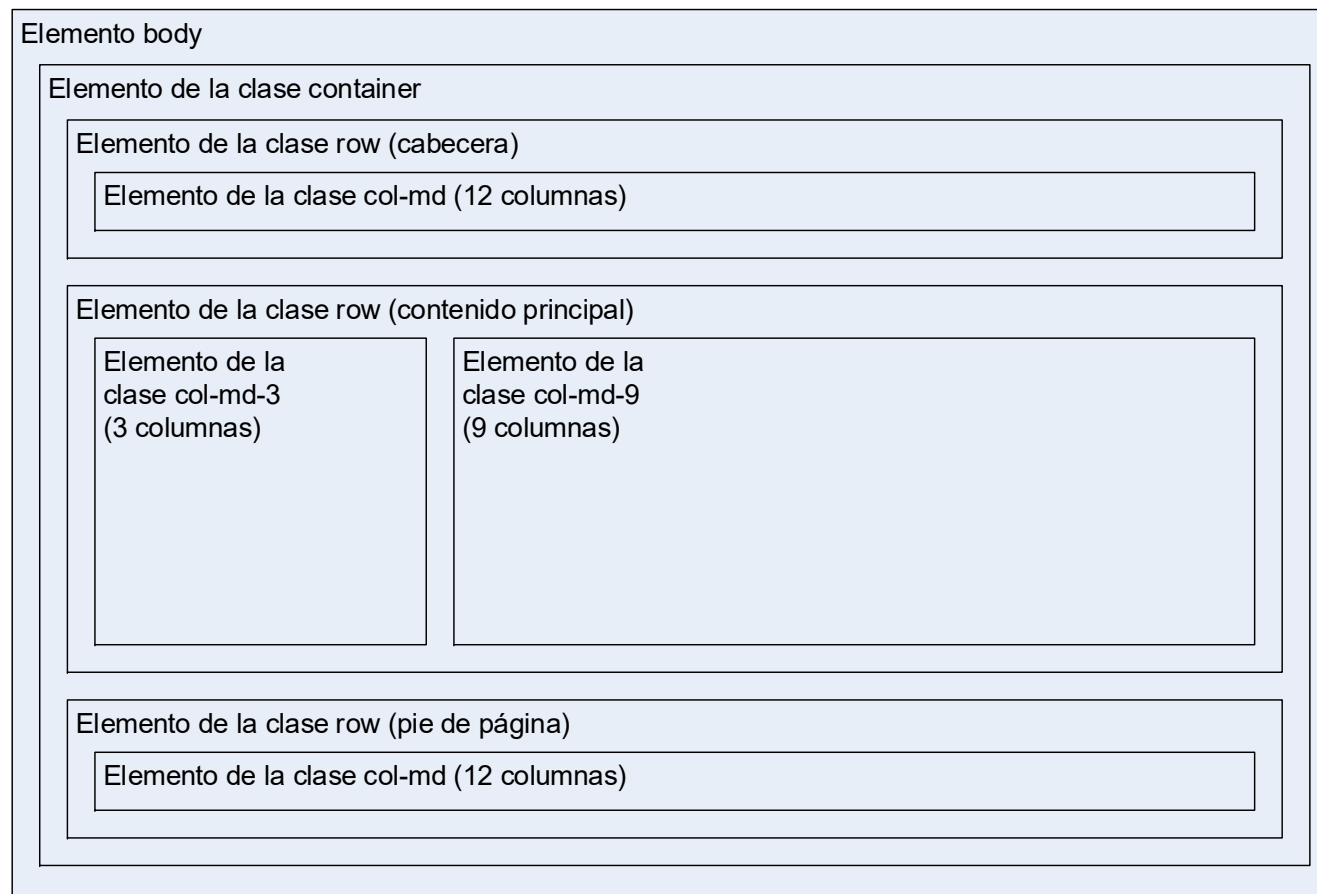 Elemento body
Elemento de la clase container
Elemento de la clase row (cabecera)
Elemento de la clase col-md (12 columnas)
Elemento de la clase row (contenido principal)
Elemento de la
clase col-md-3
(3 columnas)
Elemento de la
clase col-md-9
(9 columnas)
Elemento de la clase row (pie de página)
Elemento de la clase col-md (12 columnas)